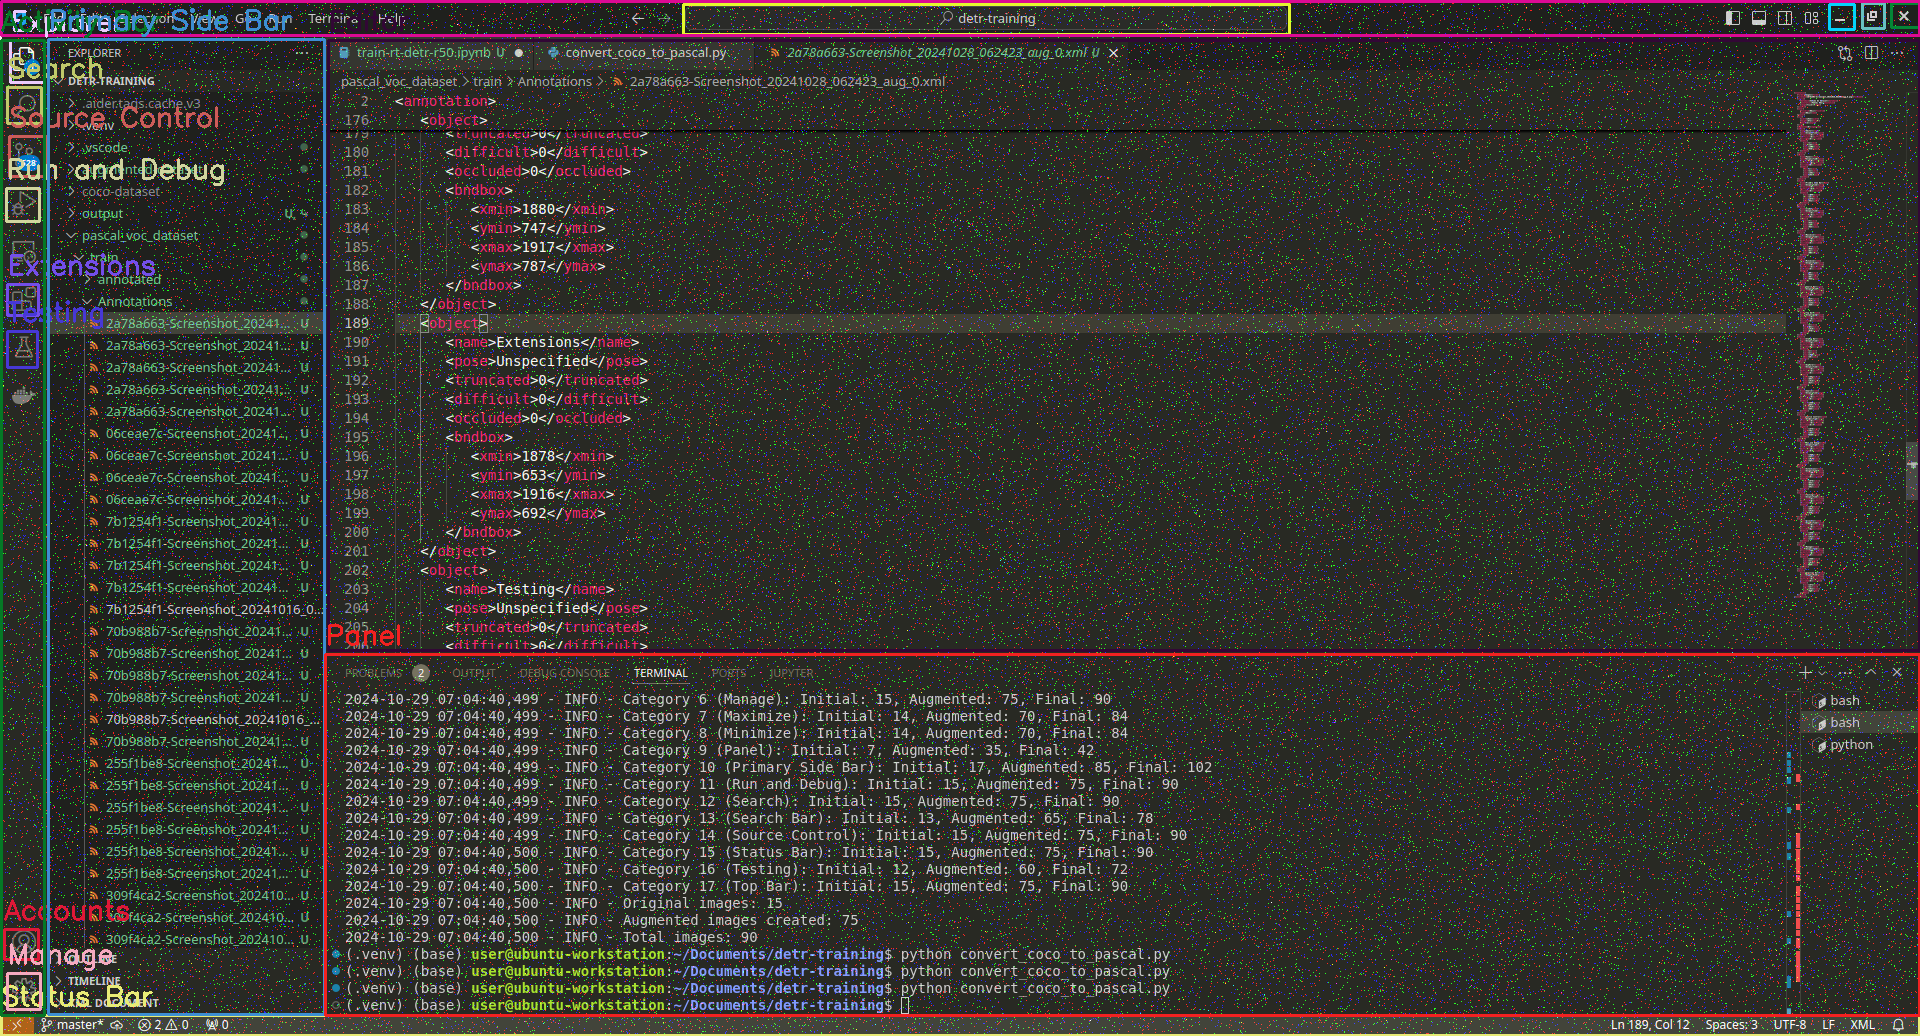 Primary Side Bar
detr-training
EXPLORER
DETR-TRAINING
.aider.tags.cache.v3
.venv
.vscode
coco-dataset
output U
pascal_voc_dataset
train
annotated
Annotations
2a78a663-Screenshot_20241... U
2a78a663-Screenshot_20241... U
2a78a663-Screenshot_20241... U
2a78a663-Screenshot_20241... U
2a78a663-Screenshot_20241... U
06ceae7c-Screenshot_20241... U
06ceae7c-Screenshot_20241... U
06ceae7c-Screenshot_20241... U
06ceae7c-Screenshot_20241... U
7b1254f1-Screenshot_20241... U
7b1254f1-Screenshot_20241... U
7b1254f1-Screenshot_20241... U
7b1254f1-Screenshot_20241... U
7b1254f1-Screenshot_20241016_0...
70b988b7-Screenshot_20241... U
70b988b7-Screenshot_20241... U
70b988b7-Screenshot_20241... U
70b988b7-Screenshot_20241... U
70b988b7-Screenshot_20241016_...
70b988b7-Screenshot_20241... U
255f1be8-Screenshot_20241... U
255f1be8-Screenshot_20241... U
255f1be8-Screenshot_20241... U
255f1be8-Screenshot_20241... U
255f1be8-Screenshot_20241... U
255f1be8-Screenshot_20241... U
309f4ca2-Screenshot_202410... U
309f4ca2-Screenshot_202410... U
309f4ca2-Screenshot_202410... U
TIMELINE
Search
Source Control
Run and Debug
Extensions
Testing
Accounts
Manage
Status Bar
train-rt-detr-r50.ipynb U
convert_coco_to_pascal.py
2a78a663-Screenshot_20241028_062423_aug_0.xml U
pascal_voc_dataset > train > Annotations > 2a78a663-Screenshot_20241028_062423_aug_0.xml
2 <annotation>
176 <object>
179 <truncated>0</truncated>
180 <difficult>0</difficult>
181 <occluded>0</occluded>
182 <bndbox>
183 <xmin>1880</xmin>
184 <ymin>747</ymin>
185 <xmax>1917</xmax>
186 <ymax>787</ymax>
187 </bndbox>
188 </object>
189 <object>
190 <name>Extensions</name>
191 <pose>Unspecified</pose>
192 <truncated>0</truncated>
193 <difficult>0</difficult>
194 <occluded>0</occluded>
195 <bndbox>
196 <xmin>1878</xmin>
197 <ymin>653</ymin>
198 <xmax>1916</xmax>
199 <ymax>692</ymax>
200 </bndbox>
201 </object>
202 <object>
203 <name>Testing</name>
204 <pose>Unspecified</pose>
205 <truncated>0</truncated>
206 <difficult>0</difficult>
Panel
PROBLEMS 2 OUTPUT DEBUG CONSOLE TERMINAL PORTS JUPYTER
2024-10-29 07:04:40,499 - INFO - Category 6 (Manage): Initial: 15, Augmented: 75, Final: 90
2024-10-29 07:04:40,499 - INFO - Category 7 (Maximize): Initial: 14, Augmented: 70, Final: 84
2024-10-29 07:04:40,499 - INFO - Category 8 (Minimize): Initial: 14, Augmented: 70, Final: 84
2024-10-29 07:04:40,499 - INFO - Category 9 (Panel): Initial: 7, Augmented: 35, Final: 42
2024-10-29 07:04:40,499 - INFO - Category 10 (Primary Side Bar): Initial: 17, Augmented: 85, Final: 102
2024-10-29 07:04:40,499 - INFO - Category 11 (Run and Debug): Initial: 15, Augmented: 75, Final: 90
2024-10-29 07:04:40,499 - INFO - Category 12 (Search): Initial: 15, Augmented: 75, Final: 90
2024-10-29 07:04:40,499 - INFO - Category 13 (Search Bar): Initial: 13, Augmented: 65, Final: 78
2024-10-29 07:04:40,499 - INFO - Category 14 (Source Control): Initial: 15, Augmented: 75, Final: 90
2024-10-29 07:04:40,500 - INFO - Category 15 (Status Bar): Initial: 15, Augmented: 75, Final: 90
2024-10-29 07:04:40,500 - INFO - Category 16 (Testing): Initial: 12, Augmented: 60, Final: 72
2024-10-29 07:04:40,500 - INFO - Category 17 (Top Bar): Initial: 15, Augmented: 75, Final: 90
2024-10-29 07:04:40,500 - INFO - Original images: 15
2024-10-29 07:04:40,500 - INFO - Augmented images created: 75
2024-10-29 07:04:40,500 - INFO - Total images: 90
(.venv) (base) user@ubuntu-workstation:~/Documents/detr-training$ python convert_coco_to_pascal.py
(.venv) (base) user@ubuntu-workstation:~/Documents/detr-training$ python convert_coco_to_pascal.py
(.venv) (base) user@ubuntu-workstation:~/Documents/detr-training$ python convert_coco_to_pascal.py
(.venv) (base) user@ubuntu-workstation:~/Documents/detr-training$
bash
bash
python
master* 2 0 0
Ln 189, Col 12 Spaces: 3 UTF-8 LF XML